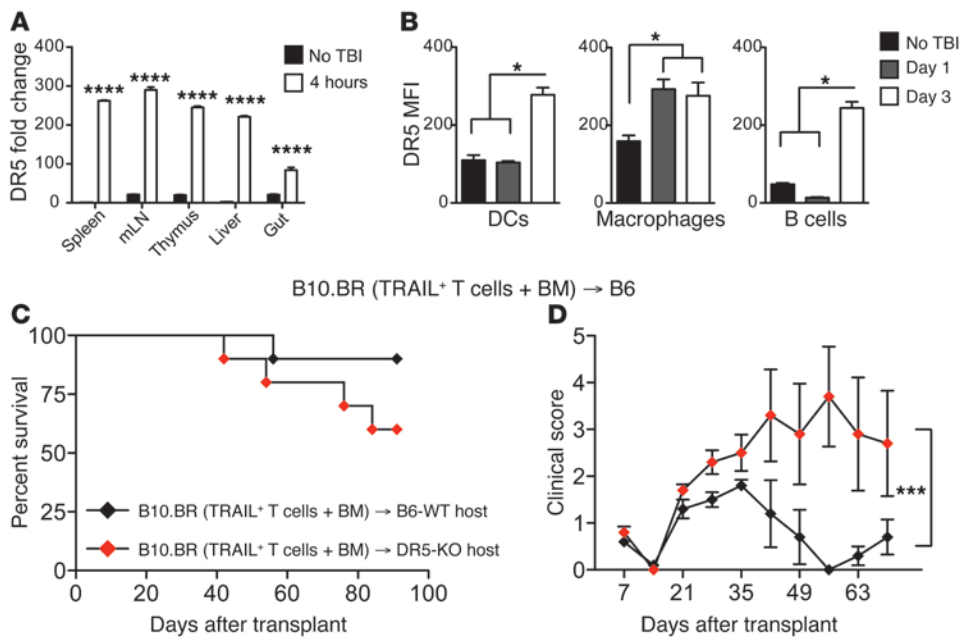 A
400
300
200
100
0
DR5 fold change
No TBI
4 hours
****
****
****
****
****
Spleen
mLN
Thymus
Liver
Gut
B
400
200
0
DR5 MFI
*
DCs
400
200
0
*
Macrophages
400
200
0
*
B cells
No TBI
Day 1
Day 3
B10.BR (TRAIL⁺ T cells + BM) → B6
C
100
75
50
25
0
Percent survival
B10.BR (TRAIL⁺ T cells + BM) → B6-WT host
B10.BR (TRAIL⁺ T cells + BM) → DR5-KO host
0 20 40 60 80 100
Days after transplant
D
5
4
3
2
1
0
Clinical score
***
7 21 35 49 63
Days after transplant